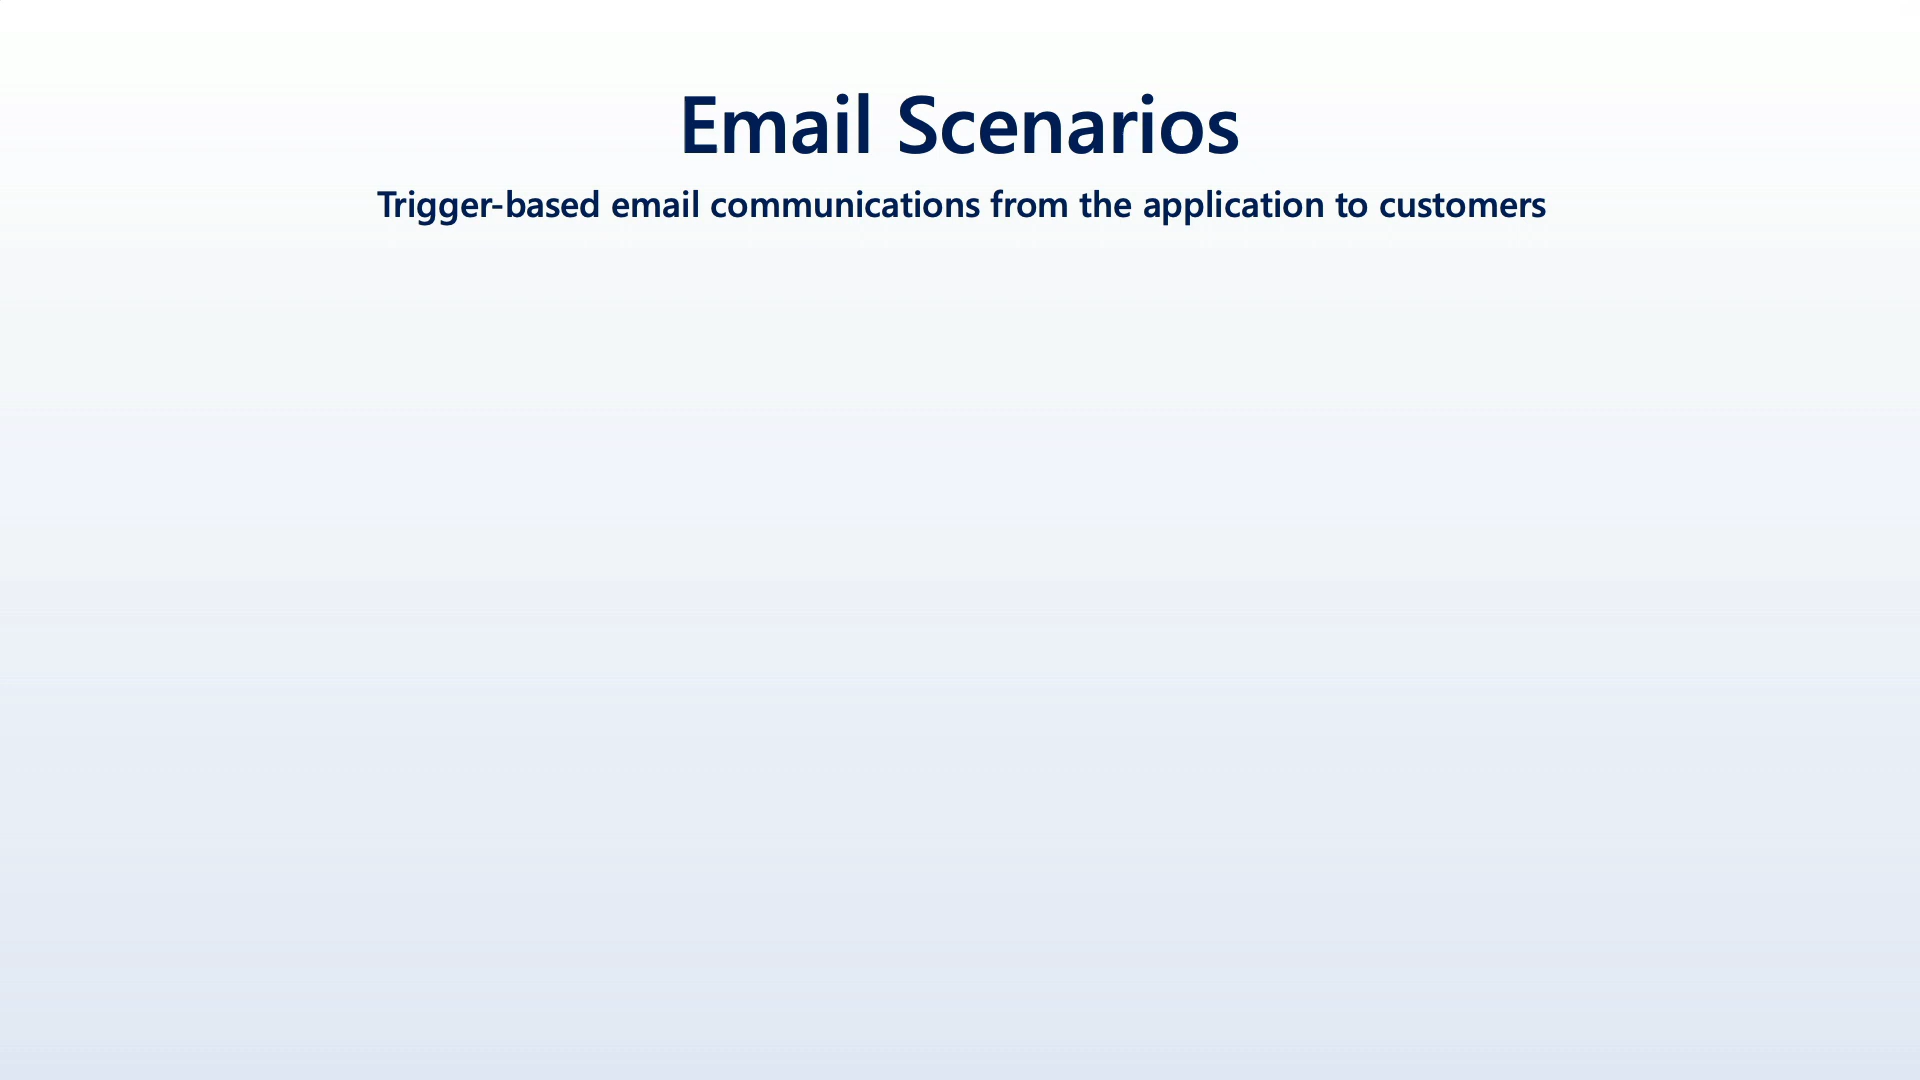 Email Scenarios
Trigger-based email communications from the application to customers